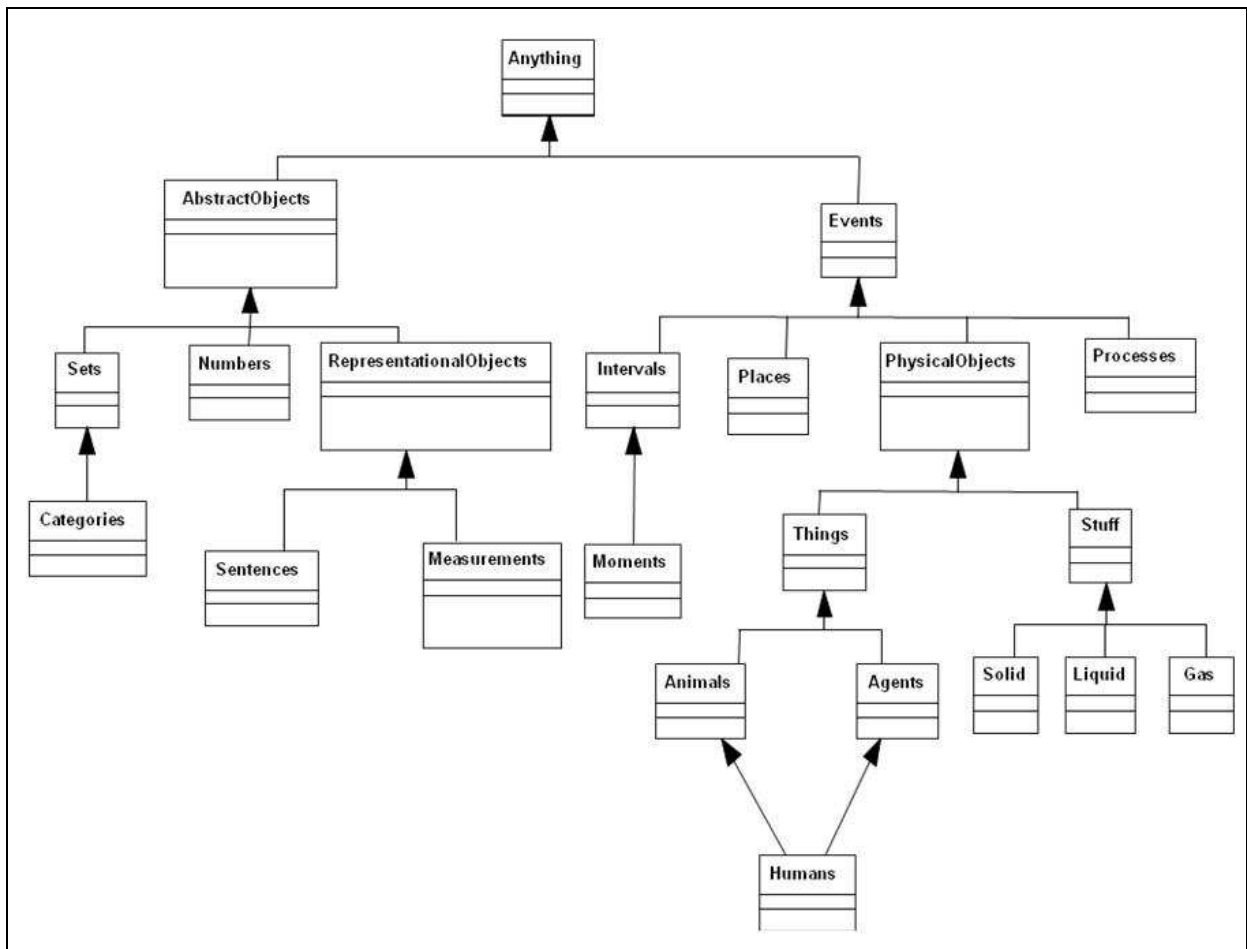 Anything
AbstractObjects
Events
Sets
Numbers
RepresentationalObjects
Intervals
Places
PhysicalObjects
Processes
Categories
Sentences
Measurements
Moments
Things
Stuff
Animals
Agents
Solid
Liquid
Gas
Humans